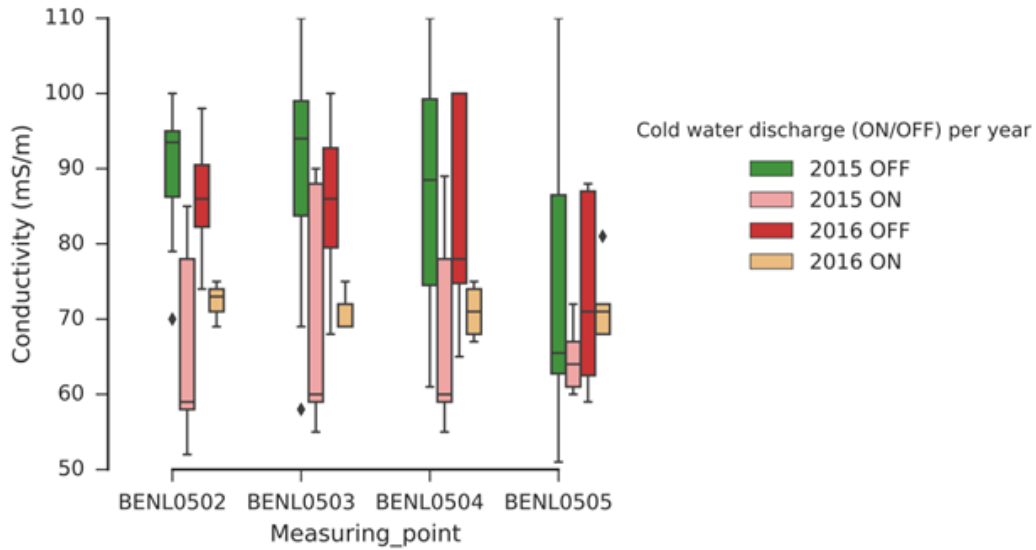 110
100
90
80
70
60
50
Conductivity (mS/m)
BENL0502 BENL0503 BENL0504 BENL0505
Measuring_point
Cold water discharge (ON/OFF) per year
2015 OFF
2015 ON
2016 OFF
2016 ON